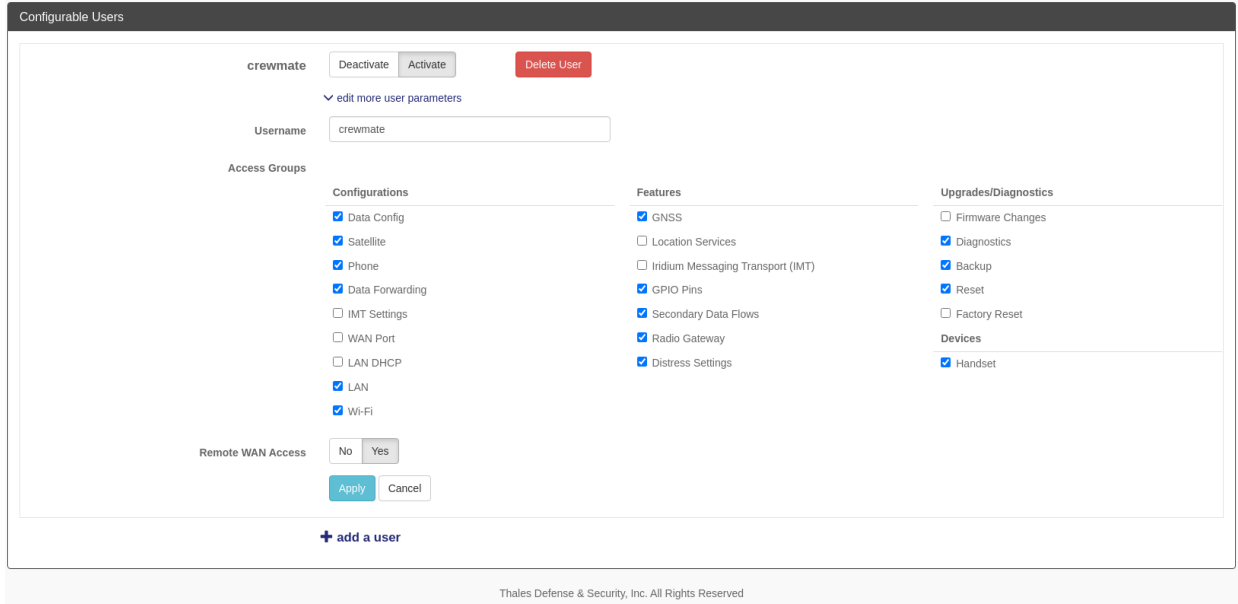 Configurable Users
crewmate
Deactivate Activate
Delete User
edit more user parameters
Username
crewmate
Access Groups
Configurations
Data Config
Satellite
Phone
Data Forwarding
IMT Settings
WAN Port
LAN DHCP
LAN
Wi-Fi
Features
GNSS
Location Services
Iridium Messaging Transport (IMT)
GPIO Pins
Secondary Data Flows
Radio Gateway
Distress Settings
Upgrades/Diagnostics
Firmware Changes
Diagnostics
Backup
Reset
Factory Reset
Devices
Handset
Remote WAN Access
No Yes
Apply Cancel
add a user
Thales Defense & Security, Inc. All Rights Reserved